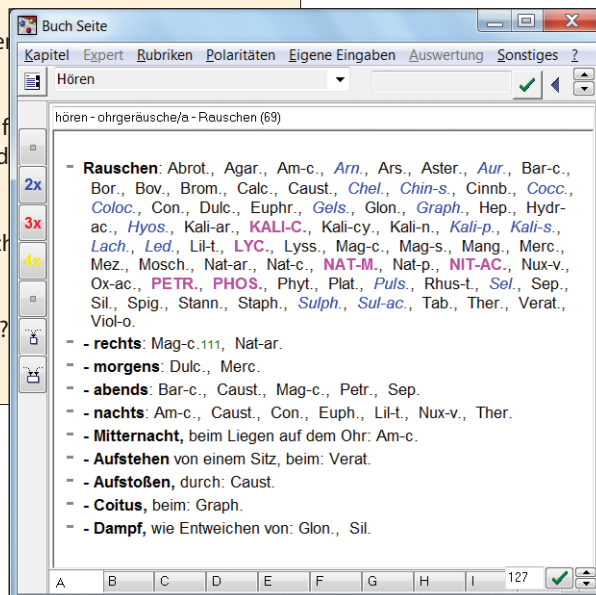 Buch Seite
Kapitel Expert Rubriken Polaritäten Eigene Eingaben Auswertung Sonstiges ?
Hören
hören - ohrgeräusche/a - Rauschen (69)
2x
3x
4x
- Rauschen: Abrot., Agar., Am-c., Arn., Ars., Aster., Aur., Bar-c.,
Bor., Bov., Brom., Calc., Caust., Chel., Chin-s., Cinnb., Cocc.,
Coloc., Con., Dulc., Euphr., Gels., Glon., Graph., Hep., Hydr-
ac., Hyos., Kali-ar., KALI-C., Kali-cy., Kali-n., Kali-p., Kali-s.,
Lach., Led., Lil-t., LYC., Lyss., Mag-c., Mag-s., Mang., Merc.,
Mez., Mosch., Nat-ar., Nat-c., NAT-M., Nat-p., NIT-AC., Nux-v.,
Ox-ac., PETR., PHOS., Phyt., Plat., Puls., Rhus-t., Sel., Sep.,
Sil., Spig., Stann., Staph., Sulph., Sul-ac., Tab., Ther., Verat.,
Viol-o.
- - rechts: Mag-c.111, Nat-ar.
- - morgens: Dulc., Merc.
- - abends: Bar-c., Caust., Mag-c., Petr., Sep.
- - nachts: Am-c., Caust., Con., Euph., Lil-t., Nux-v., Ther.
- - Mitternacht, beim Liegen auf dem Ohr: Am-c.
- - Aufstehen von einem Sitz, beim: Verat.
- - Aufstoßen, durch: Caust.
- - Coitus, beim: Graph.
- - Dampf, wie Entweichen von: Glon., Sil.
A B C D E F G H I 127